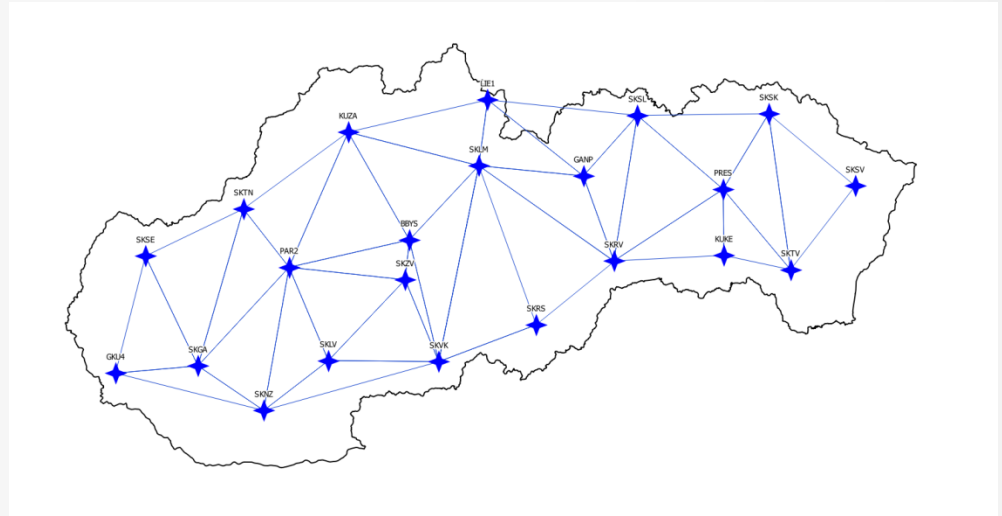 LIE1
SKSL
SKSK
KUZA
SKLM
GANP
SKSV
PRES
SKTN
BBYS
KUKE
SKSE
PAR2
SKRV
SKZV
SKTV
SKRS
GKU4
SKGA
SKLV
SKVK
SKNZ